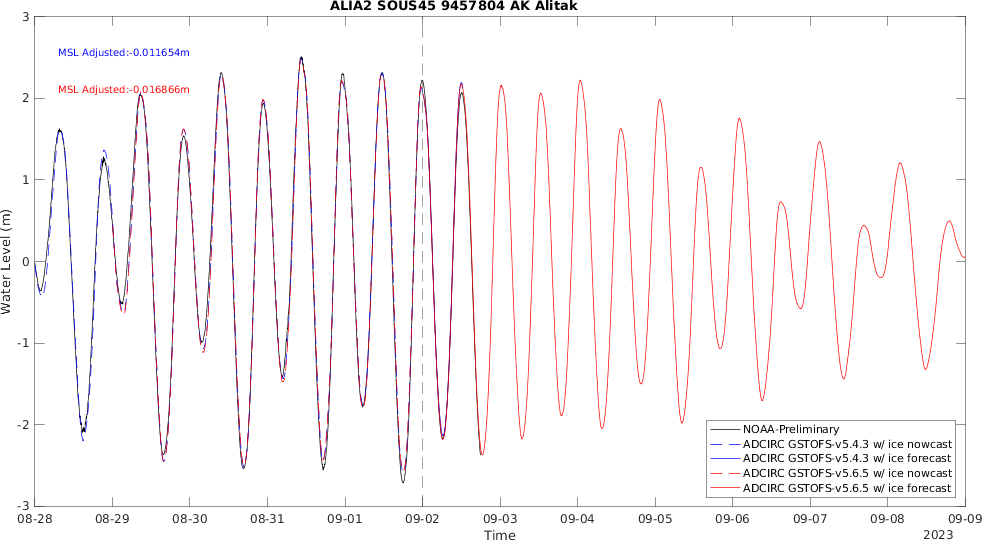 ALIA2 SOUS45 9457804 AK Alitak
MSL Adjusted:-0.011654m
MSL Adjusted:-0.016866m
Water Level (m)
3
2
1
0
-1
-2
-3
NOAA-Preliminary
ADCIRC GSTOFS-v5.4.3 w/ ice nowcast
ADCIRC GSTOFS-v5.4.3 w/ ice forecast
ADCIRC GSTOFS-v5.6.5 w/ ice nowcast
ADCIRC GSTOFS-v5.6.5 w/ ice forecast
08-28 08-29 08-30 08-31 09-01 09-02 09-03 09-04 09-05 09-06 09-07 09-08 09-09
Time
2023